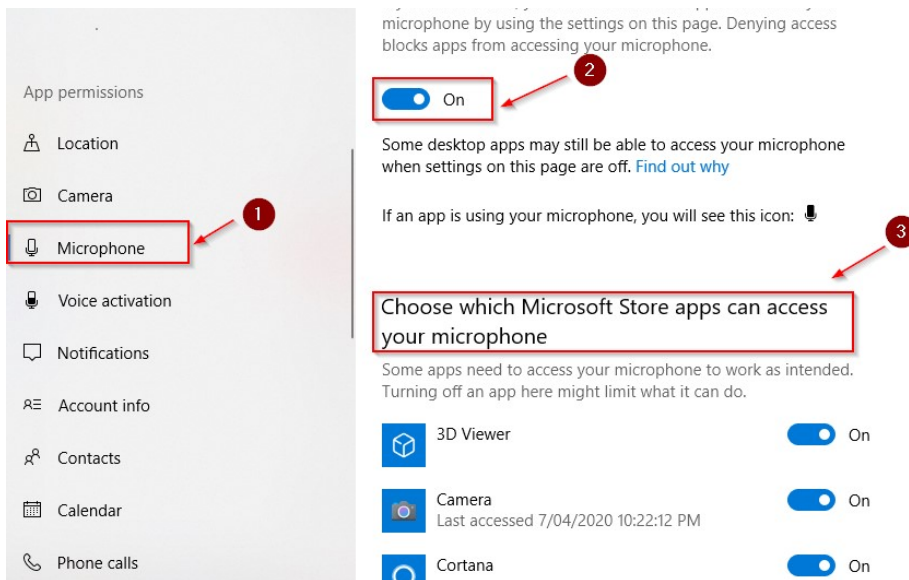 App permissions
Location
Camera
Microphone
1
Voice activation
Notifications
Account info
Contacts
Calendar
Phone calls
microphone by using the settings on this page. Denying access
blocks apps from accessing your microphone.
2
On
Some desktop apps may still be able to access your microphone
when settings on this page are off. Find out why
If an app is using your microphone, you will see this icon:
3
Choose which Microsoft Store apps can access
your microphone
Some apps need to access your microphone to work as intended.
Turning off an app here might limit what it can do.
3D Viewer
On
Camera
On
Last accessed 7/04/2020 10:22:12 PM
Cortana
On